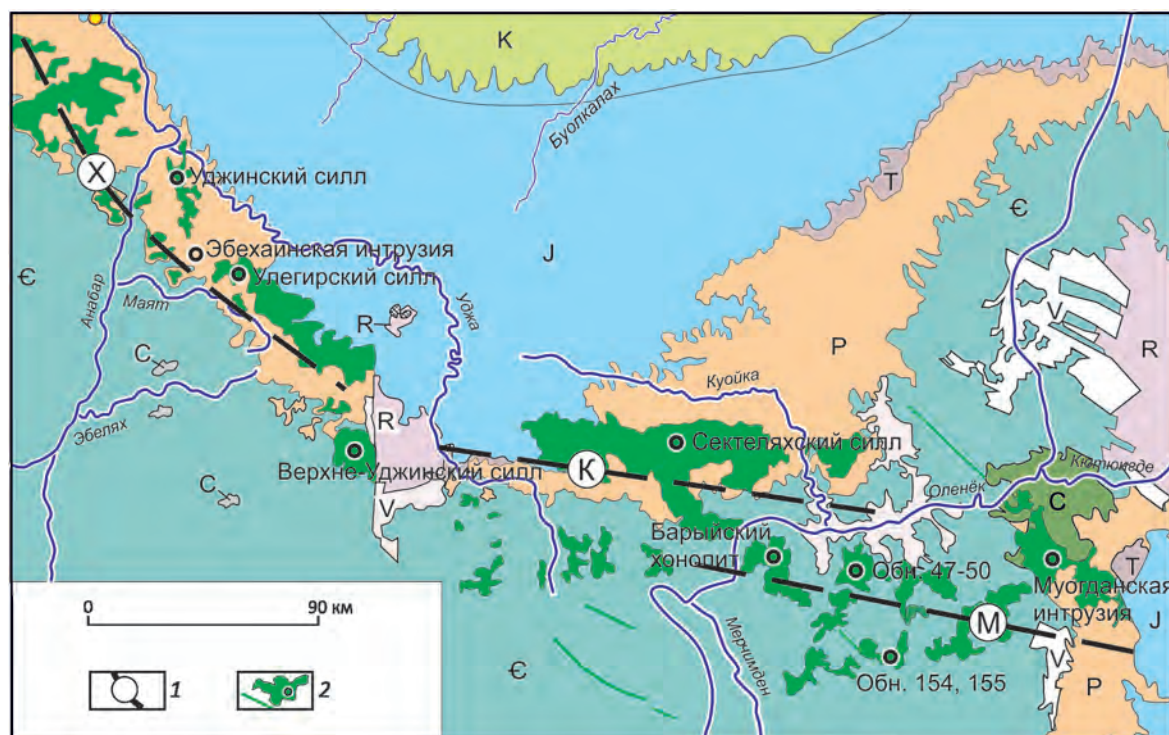 K
Буолкалах
T
X
Уджинский силл
Є
J
Эбехаинская интрузия
Є
Улегирский силл
Анабар
Маят
Уджа
R
V
R
C
P
Куойка
Эбелях
R
Сектеляхский силл
Верхне-Уджинский силл
К
Кютюнгде
C
Оленёк
C
V
Барыйский
хонолит
Обн. 47-50
Муогданская
интрузия
T
0
90 км
М
J
Мерчимден
V
Є
Обн. 154, 155
P
1
2